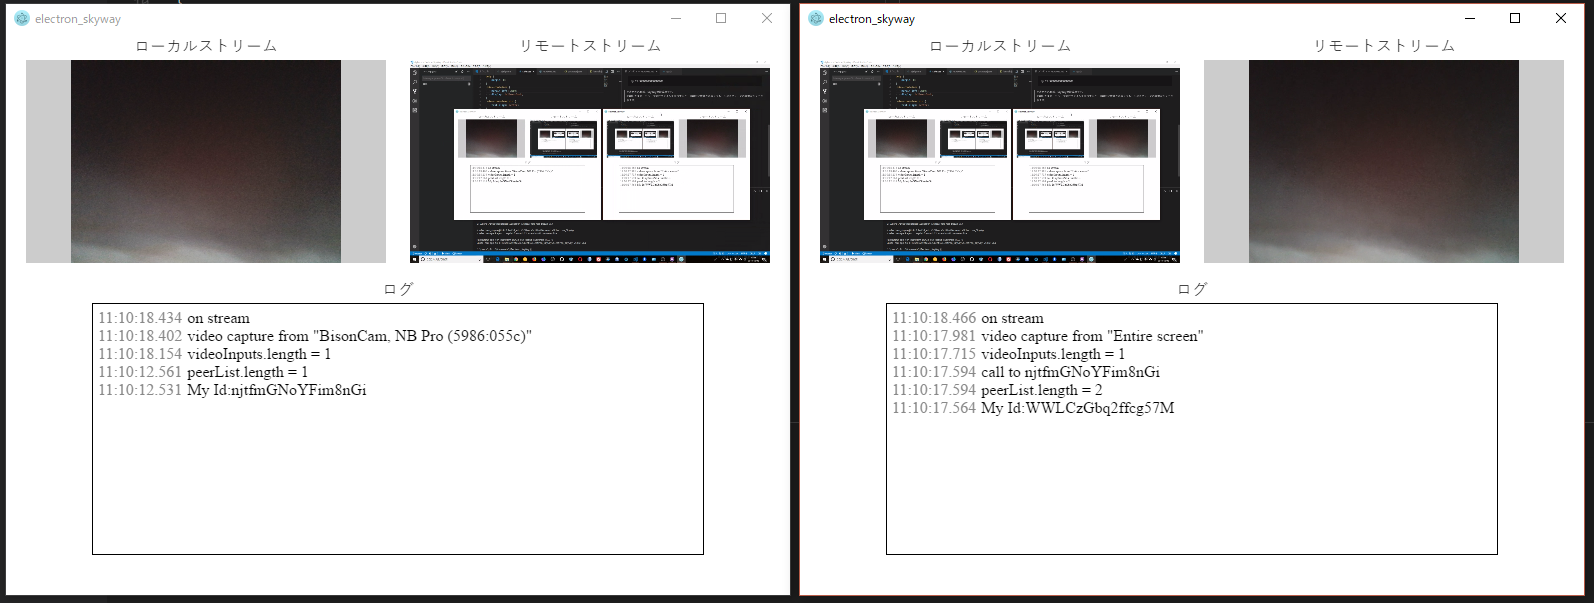 electron_skyway
ローカルストリーム
リモートストリーム
ログ
11:10:18.434 on stream
11:10:18.402 video capture from "BisonCam, NB Pro (5986:055c)"
11:10:18.154 videoInputs.length = 1
11:10:12.561 peerList.length = 1
11:10:12.531 My Id:njtfmGNoYFim8nGi
electron_skyway
ローカルストリーム
リモートストリーム
ログ
11:10:18.466 on stream
11:10:17.981 video capture from "Entire screen"
11:10:17.715 videoInputs.length = 1
11:10:17.594 call to njtfmGNoYFim8nGi
11:10:17.594 peerList.length = 2
11:10:17.564 My Id:WWLCzGbq2ffcg57M